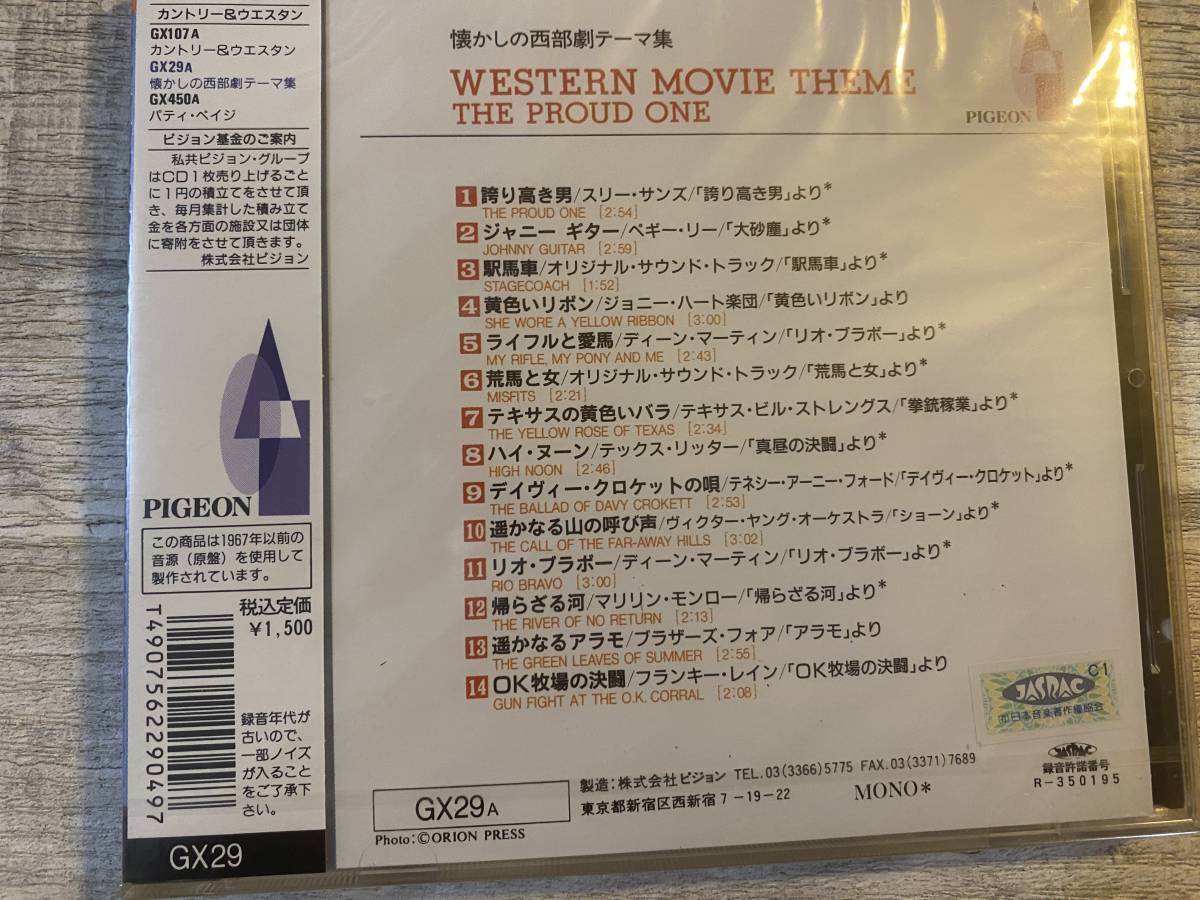 カントリー&ウエスタン
GX107A
カントリー&ウエスタン
GX29A
懐かしの西部劇テーマ集
GX450A
パティ・ペイジ
ピジョン基金のご案内
私共ピジョン・グループ
はCD1枚売り上げるごと
に1円の積立てをさせて頂
き、毎月集計した積み立て
金を各方面の施設又は団体
に寄附をさせて頂きます。
株式会社ピジョン
PIGEON
この商品は1967年以前の
音源(原盤)を使用して
製作されています。
税込定価
¥1,500
T4907562290497
録音年代が
古いので、
一部ノイズ
が入ること
をご了承下
さい。
GX29
懐かしの西部劇テーマ集
WESTERN MOVIE THEME
THE PROUD ONE
PIGEON
1 誇り高き男/スリー・サンズ/「誇り高き男」より*
THE PROUD ONE [2:54]
2 ジャニー ギター/ペギー・リー/「大砂塵」より*
JOHNNY GUITAR [2:59]
3 駅馬車/オリジナル・サウンド・トラック/「駅馬車」より*
STAGECOACH [1:52]
4 黄色いリボン/ジョニー・ハート楽団/「黄色いリボン」より
SHE WORE A YELLOW RIBBON [3:00]
5 ライフルと愛馬/ディーン・マーティン/「リオ・ブラボー」より*
MY RIFLE, MY PONY AND ME [2:43]
6 荒馬と女/オリジナル・サウンド・トラック/「荒馬と女」より*
MISFITS [2:21]
7 テキサスの黄色いバラ/テキサス・ビル・ストレングス/「拳銃稼業」より*
THE YELLOW ROSE OF TEXAS [2:34]
8 ハイ・ヌーン/テックス・リッター/「真昼の決闘」より*
HIGH NOON [2:46]
9 デイヴィー・クロケットの唄/テネシー・アーニー・フォード/「デイヴィー・クロケット」より*
THE BALLAD OF DAVY CROCKETT [2:53]
10 遥かなる山の呼び声/ヴィクター・ヤング・オーケストラ/「ショーン」より*
THE CALL OF THE FAR-AWAY HILLS [3:02]
11 リオ・ブラボー/ディーン・マーティン/「リオ・ブラボー」より*
RIO BRAVO [3:00]
12 帰らざる河/マリリン・モンロー/「帰らざる河」より*
THE RIVER OF NO RETURN [2:13]
13 遥かなるアラモ/ブラザーズ・フォア/「アラモ」より
THE GREEN LEAVES OF SUMMER [2:55]
14 OK牧場の決闘/フランキー・レイン/「OK牧場の決闘」より
GUN FIGHT AT THE O.K. CORRAL [2:08]
C1
JASRAC
日本音楽著作権協会
JASRAC
録音許諾番号
R-350195
GX29A
製造:株式会社ピジョン TEL.03(3366)5775 FAX.03(3371)7689
東京都新宿区西新宿7-19-22
MONO*
Photo:©ORION PRESS